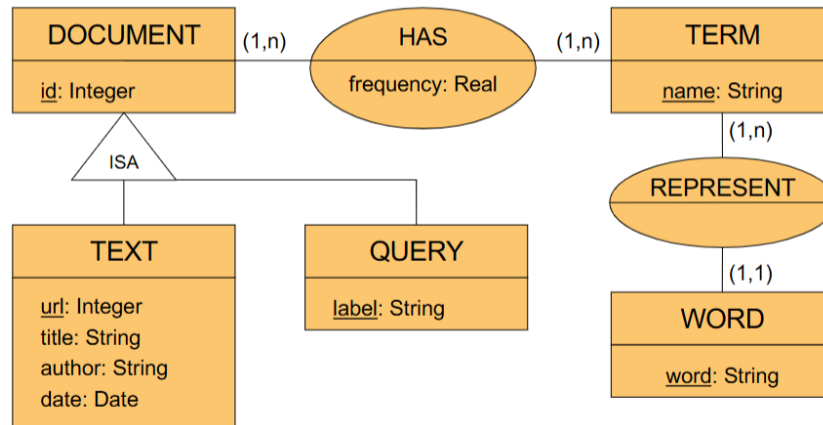 DOCUMENT
id: Integer
(1,n)
HAS
frequency: Real
(1,n)
TERM
name: String
(1,n)
REPRESENT
(1,1)
WORD
word: String
ISA
TEXT
url: Integer
title: String
author: String
date: Date
QUERY
label: String